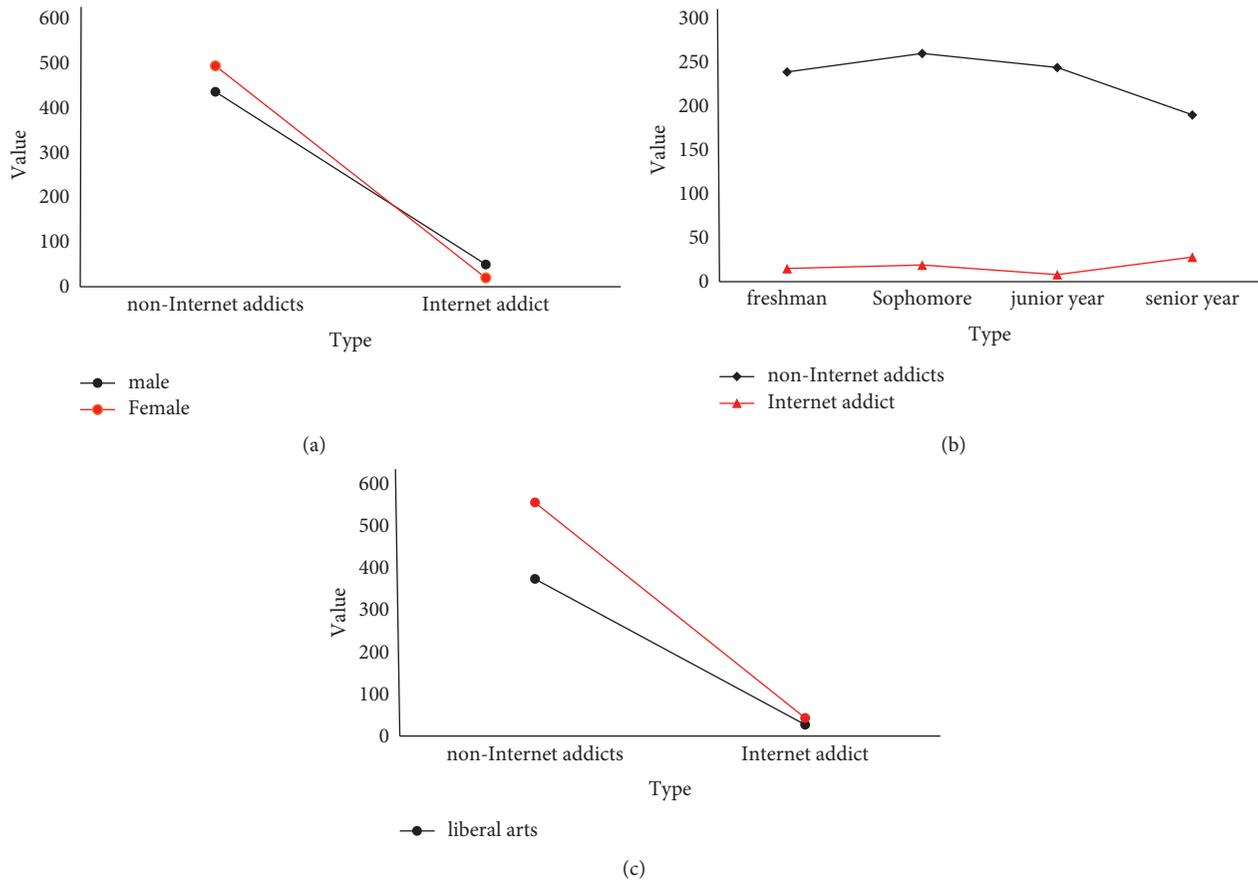 600
500
400
300
200
100
0
Value
non-Internet addicts
Internet addict
Type
male
Female
(a)
300
250
200
150
100
50
0
Value
freshman
Sophomore
junior year
senior year
Type
non-Internet addicts
Internet addict
(b)
600
500
400
300
200
100
0
Value
non-Internet addicts
Internet addict
Type
liberal arts
(c)